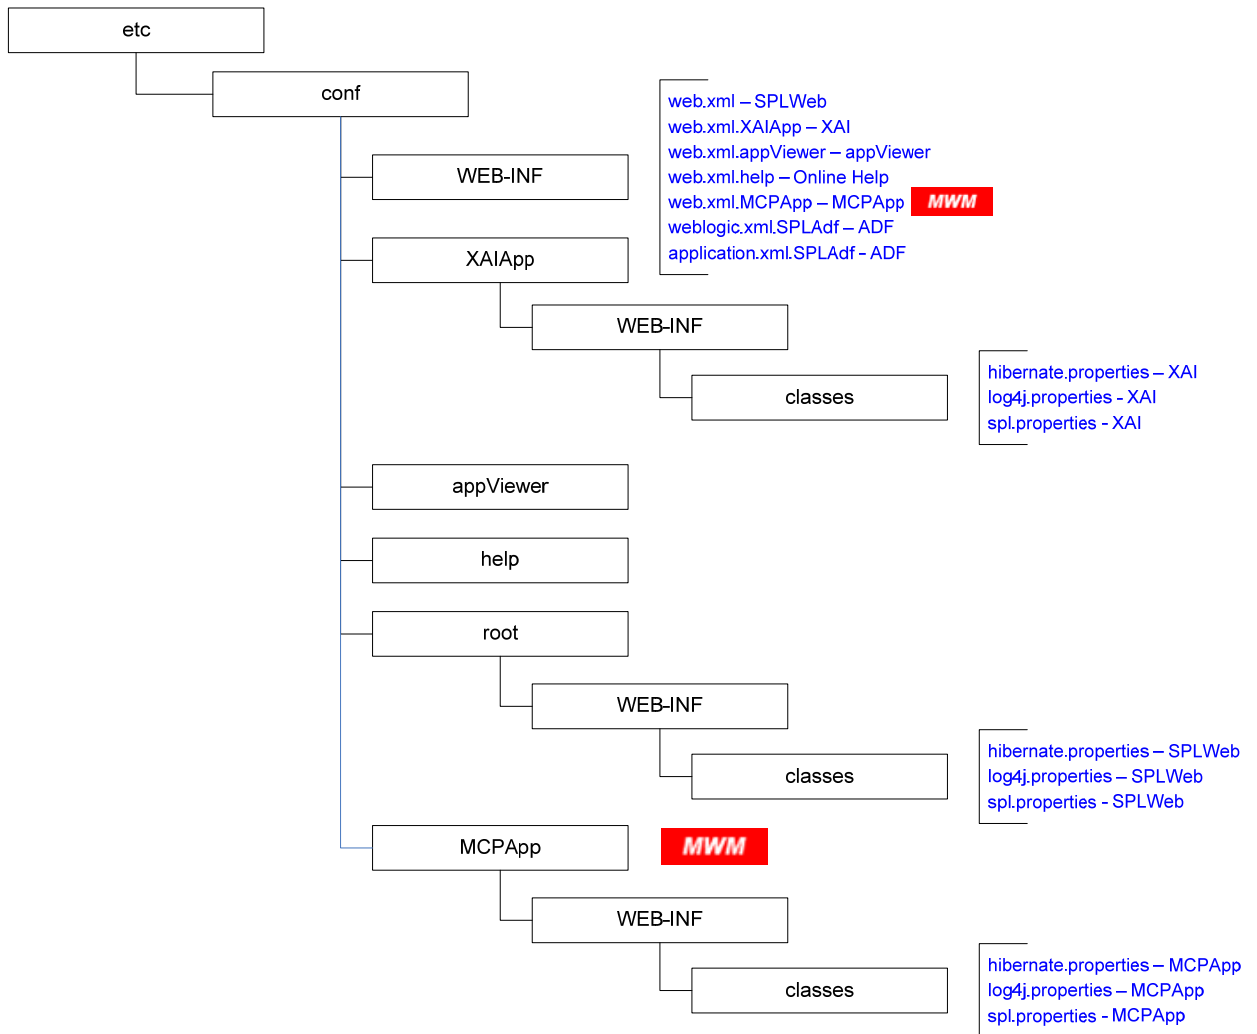 etc
conf
WEB-INF
web.xml – SPLWeb
web.xml.XAIApp – XAI
web.xml.appViewer – appViewer
web.xml.help – Online Help
web.xml.MCPApp – MCPApp MWM
weblogic.xml.SPLAdf – ADF
application.xml.SPLAdf - ADF
XAIApp
WEB-INF
classes
hibernate.properties – XAI
log4j.properties - XAI
spl.properties - XAI
appViewer
help
root
WEB-INF
classes
hibernate.properties – SPLWeb
log4j.properties – SPLWeb
spl.properties - SPLWeb
MCPApp MWM
WEB-INF
classes
hibernate.properties – MCPApp
log4j.properties – MCPApp
spl.properties - MCPApp